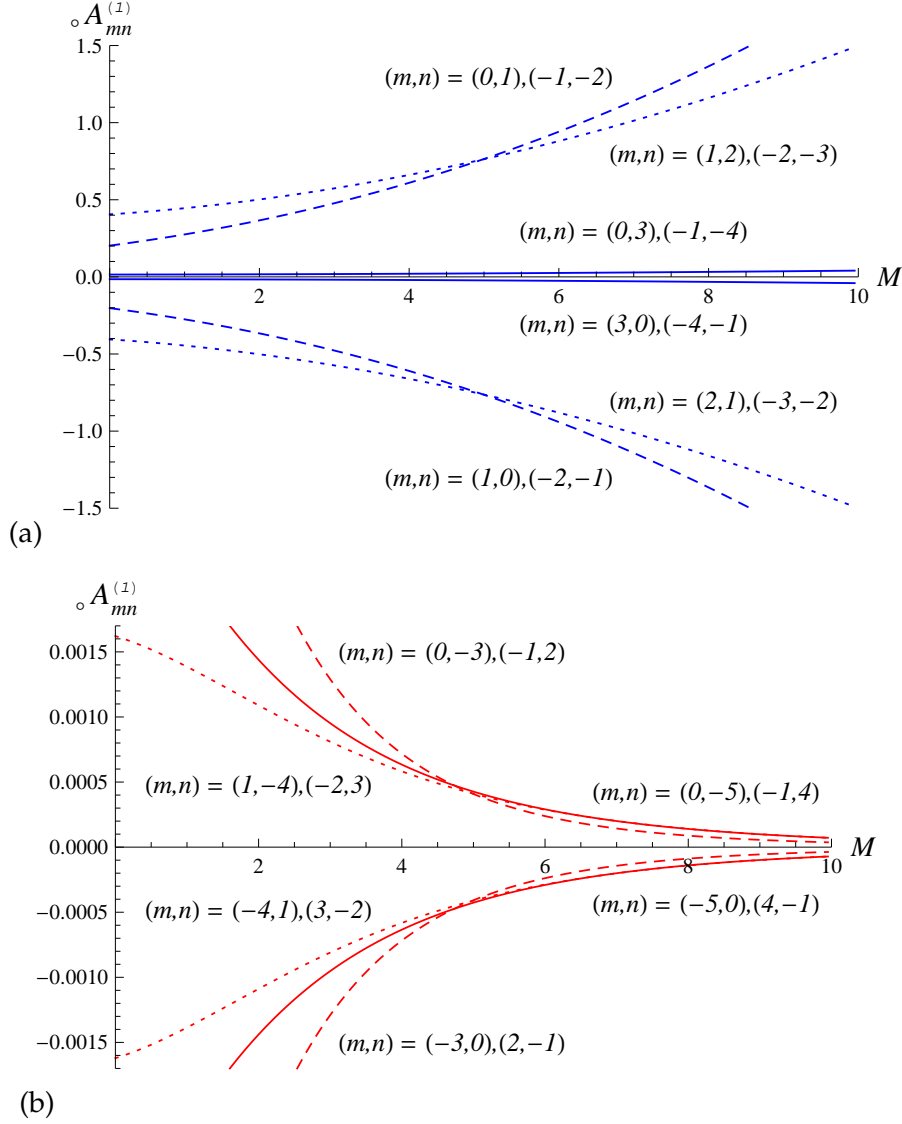 ∘A_{mn}^{(1)}
1.5
(m,n) = (0,1),(−1,−2)
1.0
(m,n) = (1,2),(−2,−3)
0.5
(m,n) = (0,3),(−1,−4)
0.0
2 4 6 8 10 M
(m,n) = (3,0),(−4,−1)
−0.5
(m,n) = (2,1),(−3,−2)
−1.0
(m,n) = (1,0),(−2,−1)
−1.5
(a)
∘A_{mn}^{(1)}
0.0015
(m,n) = (0,−3),(−1,2)
0.0010
0.0005
(m,n) = (1,−4),(−2,3) (m,n) = (0,−5),(−1,4)
0.0000
2 4 6 8 10 M
(m,n) = (−4,1),(3,−2) (m,n) = (−5,0),(4,−1)
−0.0005
−0.0010
−0.0015
(m,n) = (−3,0),(2,−1)
(b)